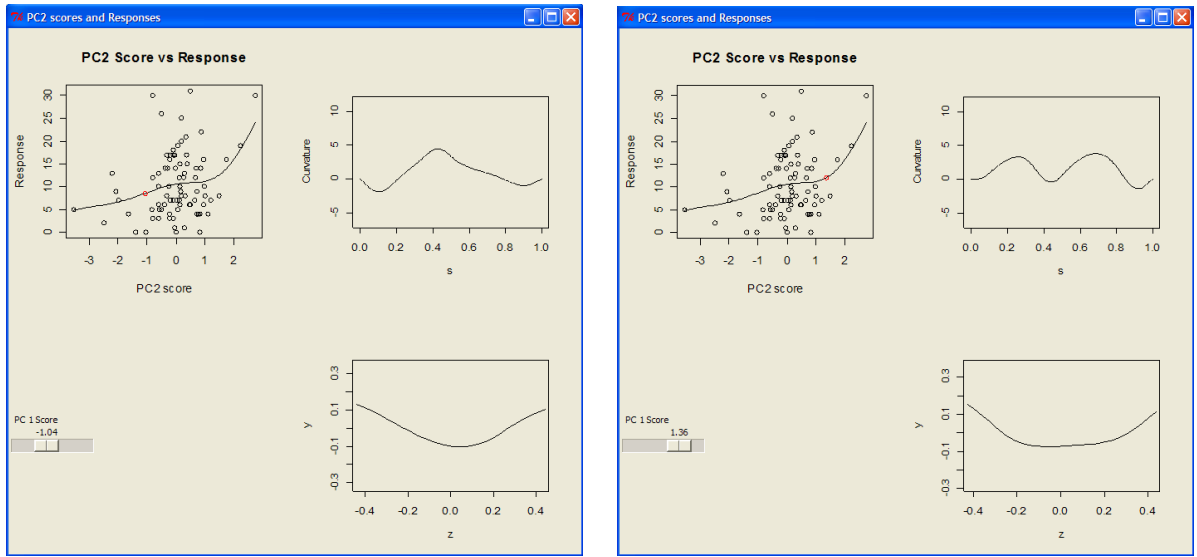 PC2 scores and Responses
PC2 Score vs Response
Response
0 5 10 15 20 25 30
-3 -2 -1 0 1 2
PC2 score
Curvature
-5 0 5 10
0.0 0.2 0.4 0.6 0.8 1.0
s
PC 1 Score
-1.04
y
-0.3 -0.1 0.1 0.3
-0.4 -0.2 0.0 0.2 0.4
z
PC2 scores and Responses
PC2 Score vs Response
Response
0 5 10 15 20 25 30
-3 -2 -1 0 1 2
PC2 score
Curvature
-5 0 5 10
0.0 0.2 0.4 0.6 0.8 1.0
s
PC 1 Score
1.36
y
-0.3 -0.1 0.1 0.3
-0.4 -0.2 0.0 0.2 0.4
z